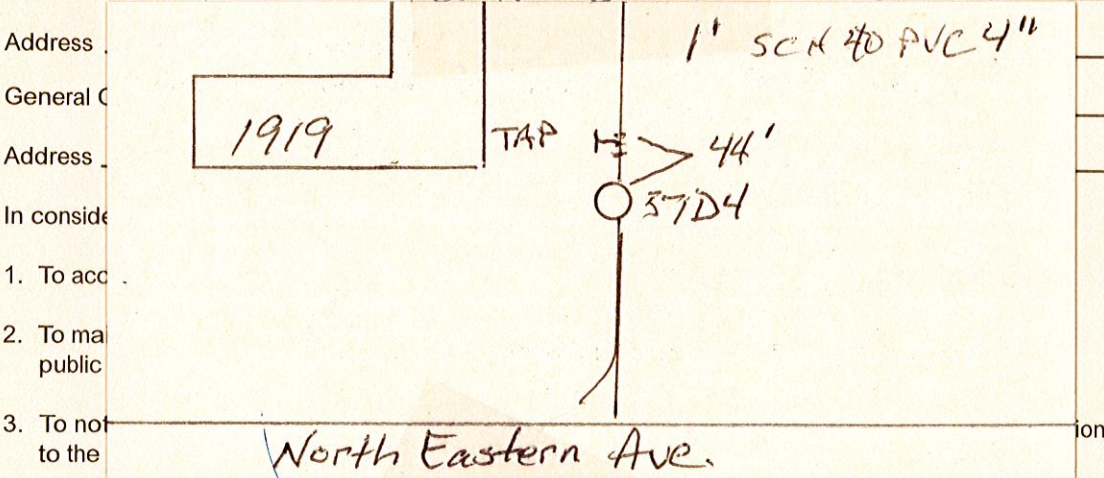 1' SCH 40 PVC 4"
Address
General C
1919
TAP
44'
Address
37D4
In conside
1. To acc
2. To ma
public
3. To not
to the
ion
North Eastern Ave.